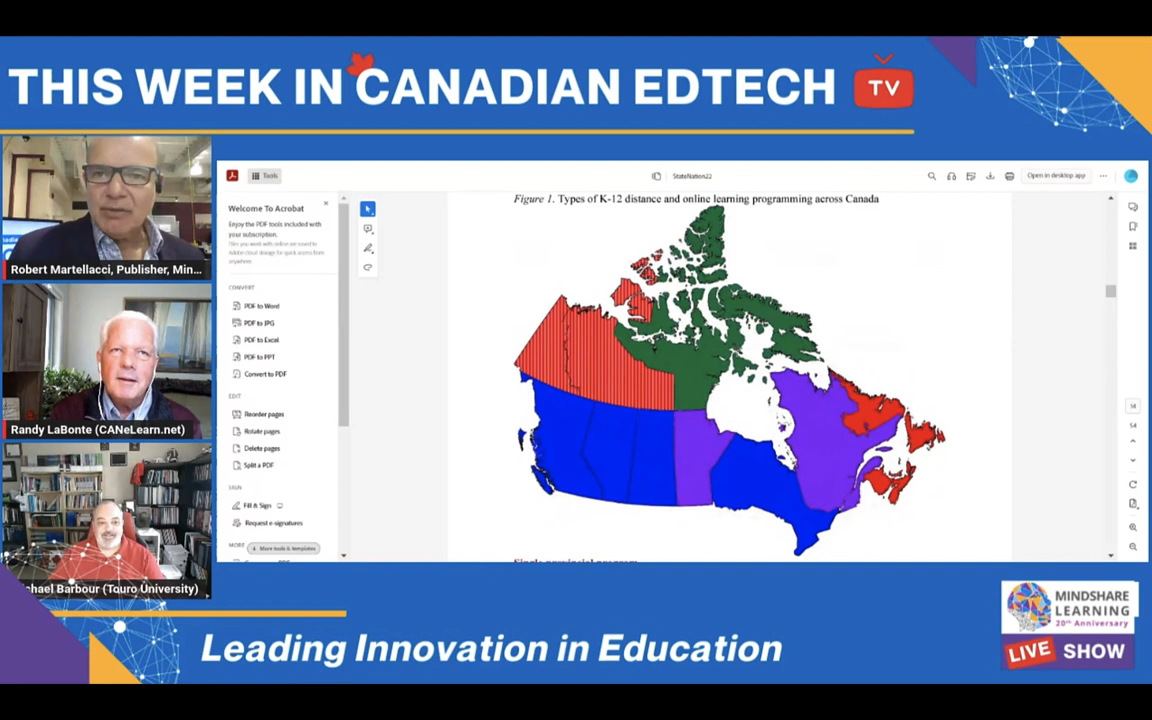 THIS WEEK IN CANADIAN EDTECH
TV
Robert Martellacci, Publisher, Min...
Randy LaBonte (CANeLearn.net)
chael Barbour (Touro University)
Tools
StateNation22
Open in desktop app
Welcome To Acrobat
Enjoy the PDF tools included with
your subscription.
CONVERT
PDF to Word
PDF to JPG
PDF to Excel
PDF to PPT
Convert to PDF
EDIT
Reorder pages
Rotate pages
Delete pages
Split a PDF
SIGN
Fill & Sign
Request e-signatures
MORE
More tools & templates
Figure 1. Types of K-12 distance and online learning programming across Canada
54
Leading Innovation in Education
MINDSHARE
LEARNING
20th Anniversary
LIVE SHOW